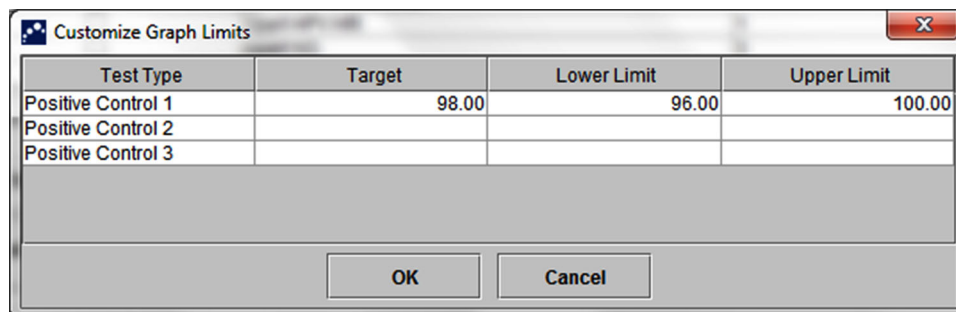 Customize Graph Limits
Test Type Target Lower Limit Upper Limit
Positive Control 1 98.00 96.00 100.00
Positive Control 2
Positive Control 3
OK Cancel